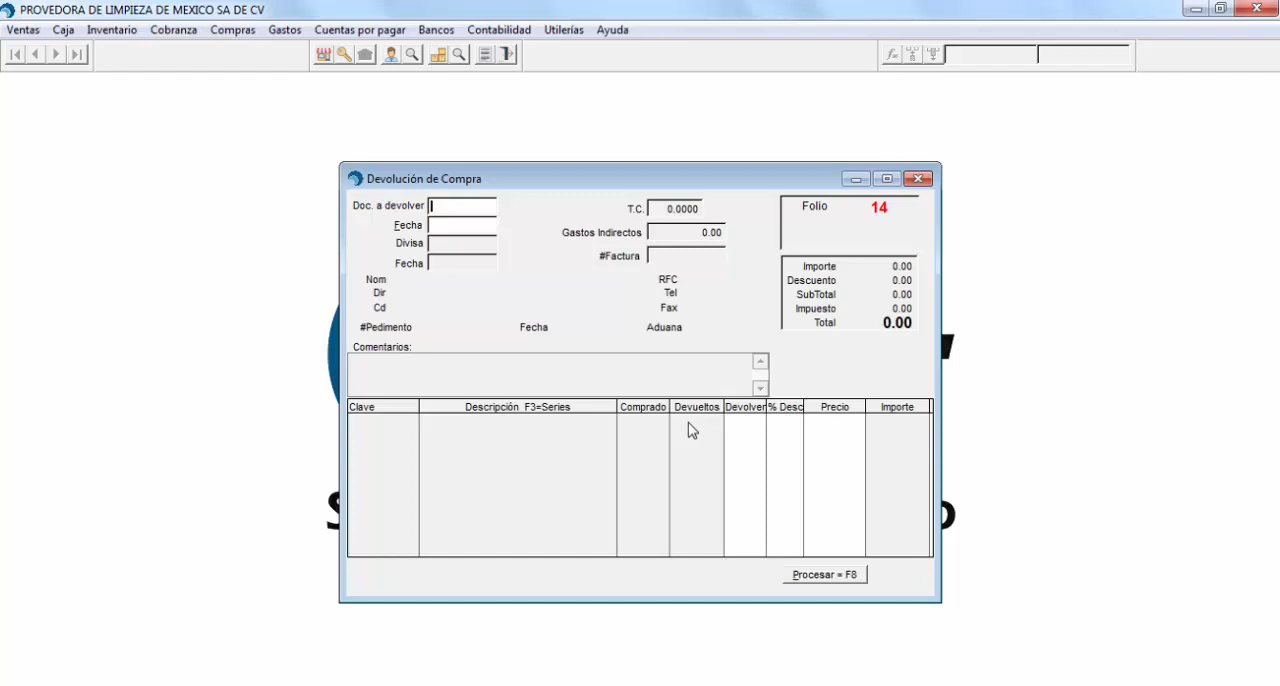 PROVEDORA DE LIMPIEZA DE MEXICO SA DE CV
Ventas Caja Inventario Cobranza Compras Gastos Cuentas por pagar Bancos Contabilidad Utilerías Ayuda
Devolución de Compra
Doc. a devolver T.C. 0.0000 Folio 14
Fecha Gastos Indirectos 0.00
Divisa #Factura
Fecha Importe 0.00
Nom RFC Descuento 0.00
Dir Tel SubTotal 0.00
Cd Fax Impuesto 0.00
#Pedimento Fecha Aduana Total 0.00
Comentarios:
Clave Descripción F3=Series Comprado Devueltos Devolver % Desc Precio Importe
Procesar = F8